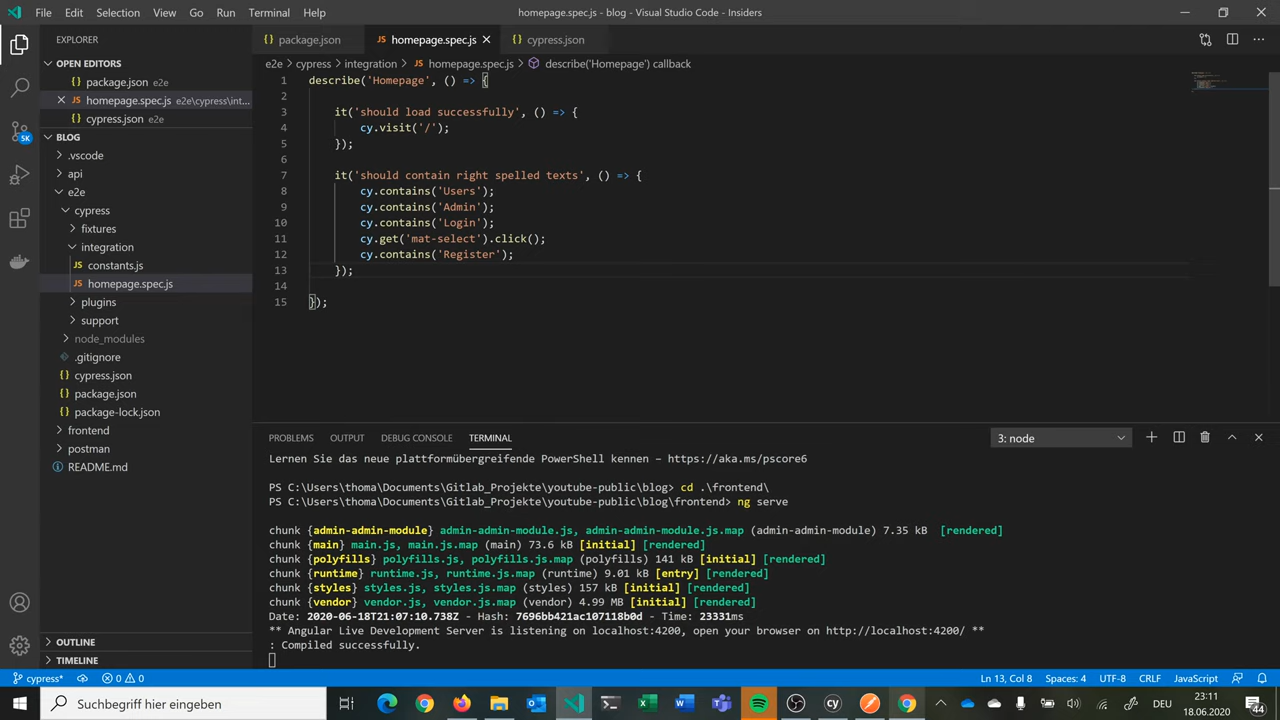 File Edit Selection View Go Run Terminal Help
homepage.spec.js - blog - Visual Studio Code - Insiders
EXPLORER
OPEN EDITORS
package.json e2e
homepage.spec.js e2e\cypress\int...
cypress.json e2e
BLOG
.vscode
api
e2e
cypress
fixtures
integration
constants.js
homepage.spec.js
plugins
support
node_modules
.gitignore
cypress.json
package.json
package-lock.json
frontend
postman
README.md
OUTLINE
TIMELINE
5K
package.json
JS homepage.spec.js
cypress.json
e2e > cypress > integration > JS homepage.spec.js > describe('Homepage') callback
1 describe('Homepage', () => {
2
3 it('should load successfully', () => {
4 cy.visit('/');
5 });
6
7 it('should contain right spelled texts', () => {
8 cy.contains('Users');
9 cy.contains('Admin');
10 cy.contains('Login');
11 cy.get('mat-select').click();
12 cy.contains('Register');
13 });
14
15 });
PROBLEMS OUTPUT DEBUG CONSOLE TERMINAL
3: node
Lernen Sie das neue plattformübergreifende PowerShell kennen – https://aka.ms/pscore6
PS C:\Users\thoma\Documents\Gitlab_Projekte\youtube-public\blog> cd .\frontend\
PS C:\Users\thoma\Documents\Gitlab_Projekte\youtube-public\blog\frontend> ng serve
chunk {admin-admin-module} admin-admin-module.js, admin-admin-module.js.map (admin-admin-module) 7.35 kB [rendered]
chunk {main} main.js, main.js.map (main) 73.6 kB [initial] [rendered]
chunk {polyfills} polyfills.js, polyfills.js.map (polyfills) 141 kB [initial] [rendered]
chunk {runtime} runtime.js, runtime.js.map (runtime) 9.01 kB [entry] [rendered]
chunk {styles} styles.js, styles.js.map (styles) 157 kB [initial] [rendered]
chunk {vendor} vendor.js, vendor.js.map (vendor) 4.99 MB [initial] [rendered]
Date: 2020-06-18T21:07:10.738Z - Hash: 7696bb421ac107118b0d - Time: 23331ms
** Angular Live Development Server is listening on localhost:4200, open your browser on http://localhost:4200/ **
: Compiled successfully.
cypress* 0 0
Ln 13, Col 8 Spaces: 4 UTF-8 CRLF JavaScript
Suchbegriff hier eingeben
DEU
23:11
18.06.2020
44